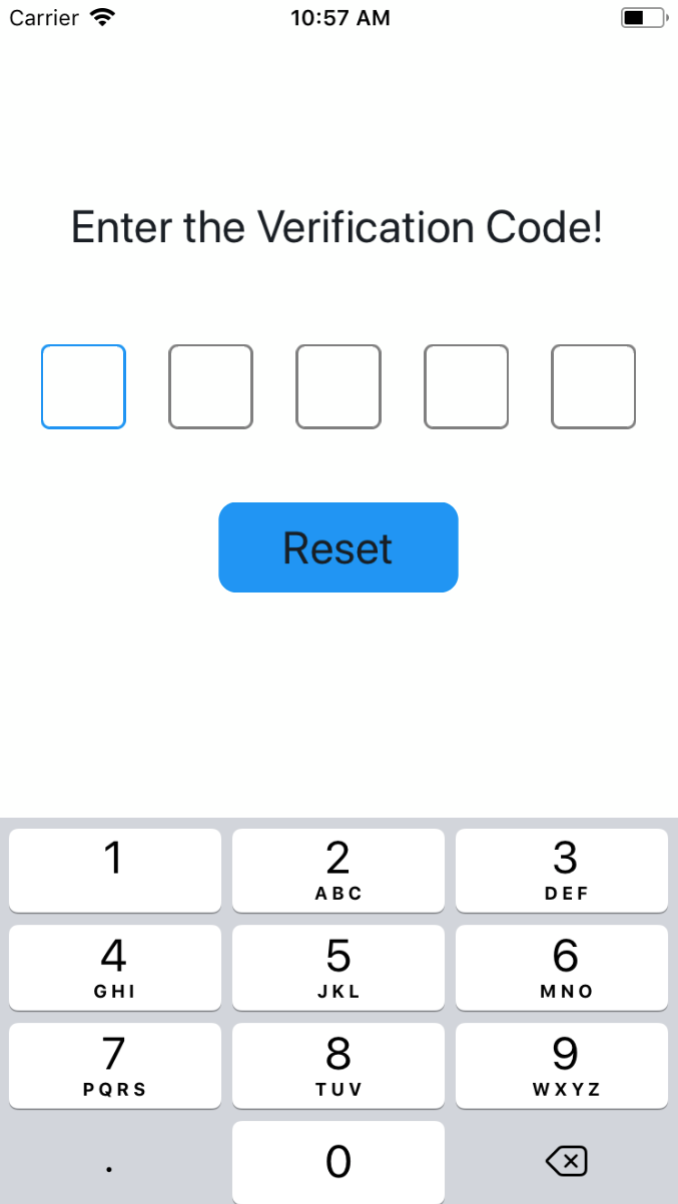 Carrier 10:57 AM
Enter the Verification Code!
Reset
1 2 3
ABC DEF
4 5 6
GHI JKL MNO
7 8 9
PQRS TUV WXYZ
. 0